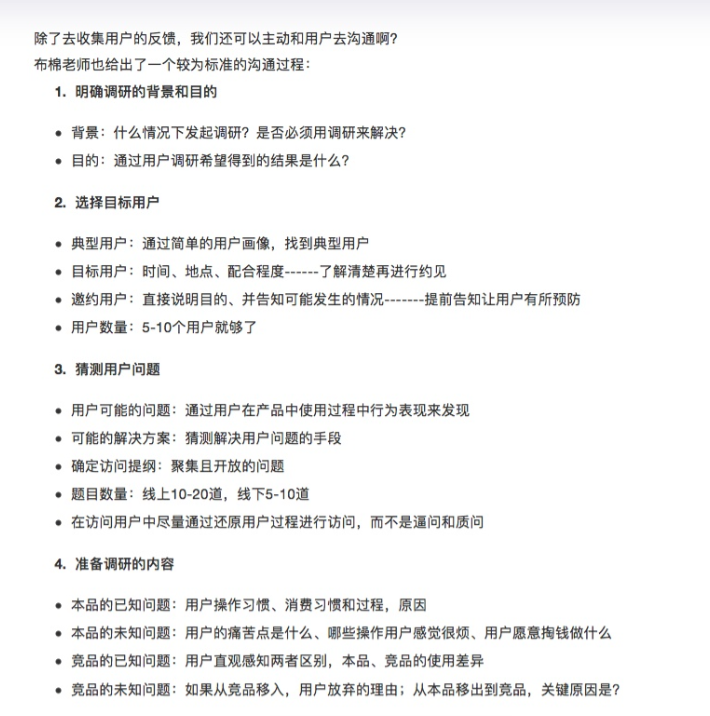 除了去收集用户的反馈，我们还可以主动和用户去沟通啊？
布棉老师也给出了一个较为标准的沟通过程：
1. 明确调研的背景和目的
• 背景：什么情况下发起调研？是否必须用调研来解决？
• 目的：通过用户调研希望得到的结果是什么？
2. 选择目标用户
• 典型用户：通过简单的用户画像，找到典型用户
• 目标用户：时间、地点、配合程度------了解清楚再进行约见
• 邀约用户：直接说明目的、并告知可能发生的情况-------提前告知让用户有所预防
• 用户数量：5-10个用户就够了
3. 猜测用户问题
• 用户可能的问题：通过用户在产品中使用过程中行为表现来发现
• 可能的解决方案：猜测解决用户问题的手段
• 确定访问提纲：聚集且开放的问题
• 题目数量：线上10-20道，线下5-10道
• 在访问用户中尽量通过还原用户过程进行访问，而不是逼问和质问
4. 准备调研的内容
• 本品的已知问题：用户操作习惯、消费习惯和过程，原因
• 本品的未知问题：用户的痛苦点是什么、哪些操作用户感觉很烦、用户愿意掏钱做什么
• 竞品的已知问题：用户直观感知两者区别，本品、竞品的使用差异
• 竞品的未知问题：如果从竞品移入，用户放弃的理由；从本品移出到竞品，关键原因是？